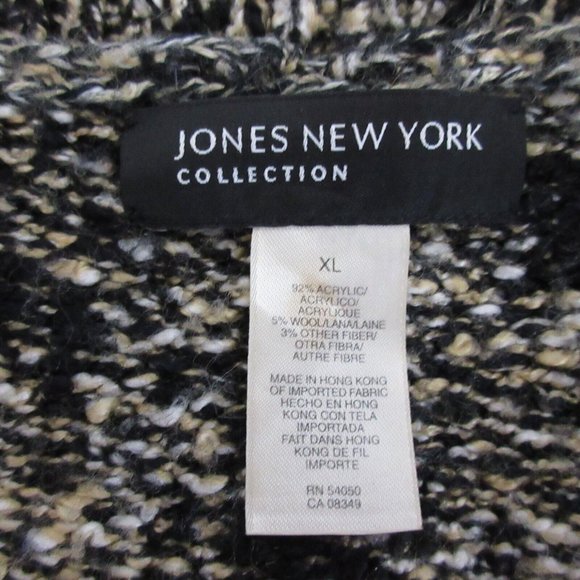 JONES NEW YORK
COLLECTION
XL
92% ACRYLIC/
ACRYLICO/
ACRYLIQUE
5% WOOL/LANA/LAINE
3% OTHER FIBER/
OTRA FIBRA/
AUTRE FIBRE
MADE IN HONG KONG
OF IMPORTED FABRIC
HECHO EN HONG
KONG CON TELA
IMPORTADA
FAIT DANS HONG
KONG DE FIL
IMPORTE
RN 54050
CA 08349